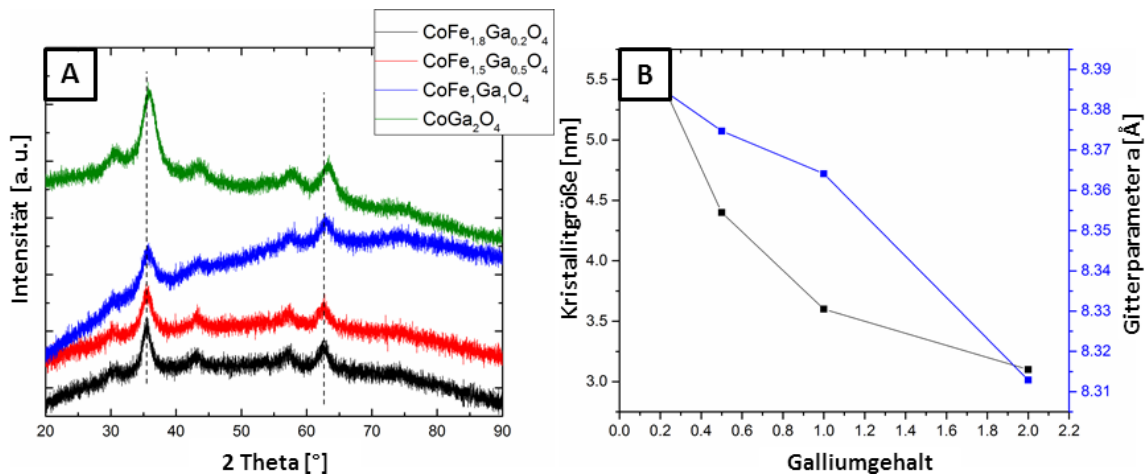 A
CoFe1.8Ga0.2O4
CoFe1.5Ga0.5O4
CoFe1Ga1O4
CoGa2O4
Intensität [a. u.]
20 30 40 50 60 70 80 90
2 Theta [°]
B
Kristallitgröße [nm]
5.5
5.0
4.5
4.0
3.5
3.0
0.0 0.2 0.4 0.6 0.8 1.0 1.2 1.4 1.6 1.8 2.0 2.2
Galliumgehalt
8.39
8.38
8.37
8.36
8.34
8.33
8.32
8.31
Gitterparameter a [Å]